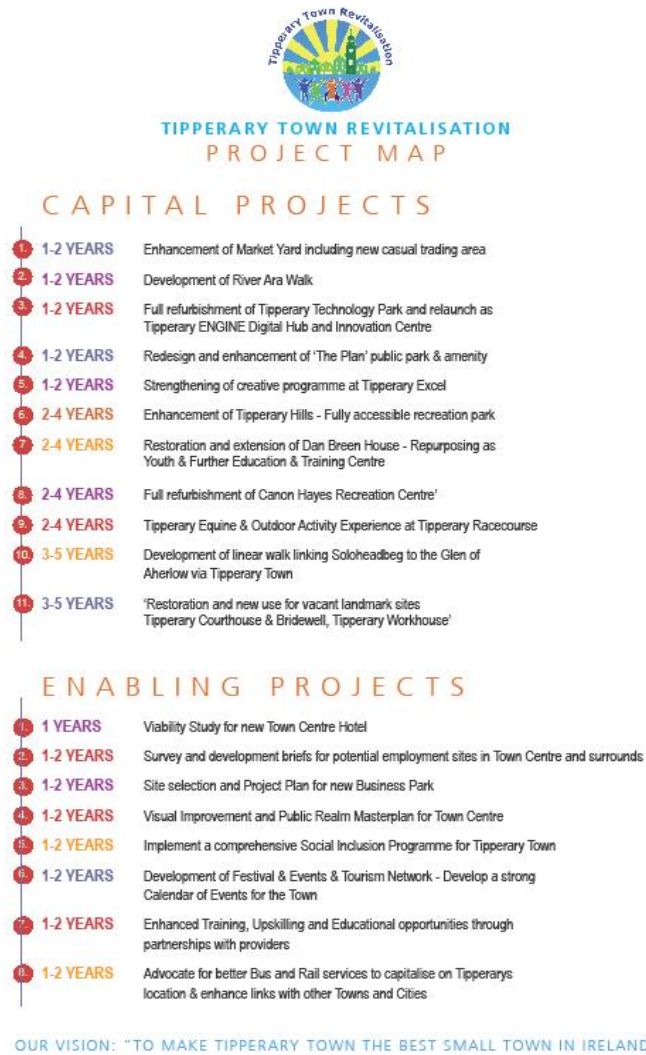 Tipperary Town Revitalisation
TIPPERARY TOWN REVITALISATION
PROJECT MAP
CAPITAL PROJECTS
1. 1-2 YEARS Enhancement of Market Yard including new casual trading area
2. 1-2 YEARS Development of River Ara Walk
3. 1-2 YEARS Full refurbishment of Tipperary Technology Park and relaunch as
Tipperary ENGINE Digital Hub and Innovation Centre
4. 1-2 YEARS Redesign and enhancement of ‘The Plan’ public park & amenity
5. 1-2 YEARS Strengthening of creative programme at Tipperary Excel
6. 2-4 YEARS Enhancement of Tipperary Hills - Fully accessible recreation park
7. 2-4 YEARS Restoration and extension of Dan Breen House - Repurposing as
Youth & Further Education & Training Centre
8. 2-4 YEARS Full refurbishment of Canon Hayes Recreation Centre’
9. 2-4 YEARS Tipperary Equine & Outdoor Activity Experience at Tipperary Racecourse
10. 3-5 YEARS Development of linear walk linking Soloheadbeg to the Glen of
Aherlow via Tipperary Town
11. 3-5 YEARS ‘Restoration and new use for vacant landmark sites
Tipperary Courthouse & Bridewell, Tipperary Workhouse’
ENABLING PROJECTS
1. 1 YEARS Viability Study for new Town Centre Hotel
2. 1-2 YEARS Survey and development briefs for potential employment sites in Town Centre and surrounds
3. 1-2 YEARS Site selection and Project Plan for new Business Park
4. 1-2 YEARS Visual Improvement and Public Realm Masterplan for Town Centre
5. 1-2 YEARS Implement a comprehensive Social Inclusion Programme for Tipperary Town
6. 1-2 YEARS Development of Festival & Events & Tourism Network - Develop a strong
Calendar of Events for the Town
7. 1-2 YEARS Enhanced Training, Upskilling and Educational opportunities through
partnerships with providers
8. 1-2 YEARS Advocate for better Bus and Rail services to capitalise on Tipperarys
location & enhance links with other Towns and Cities
OUR VISION: “TO MAKE TIPPERARY TOWN THE BEST SMALL TOWN IN IRELAND